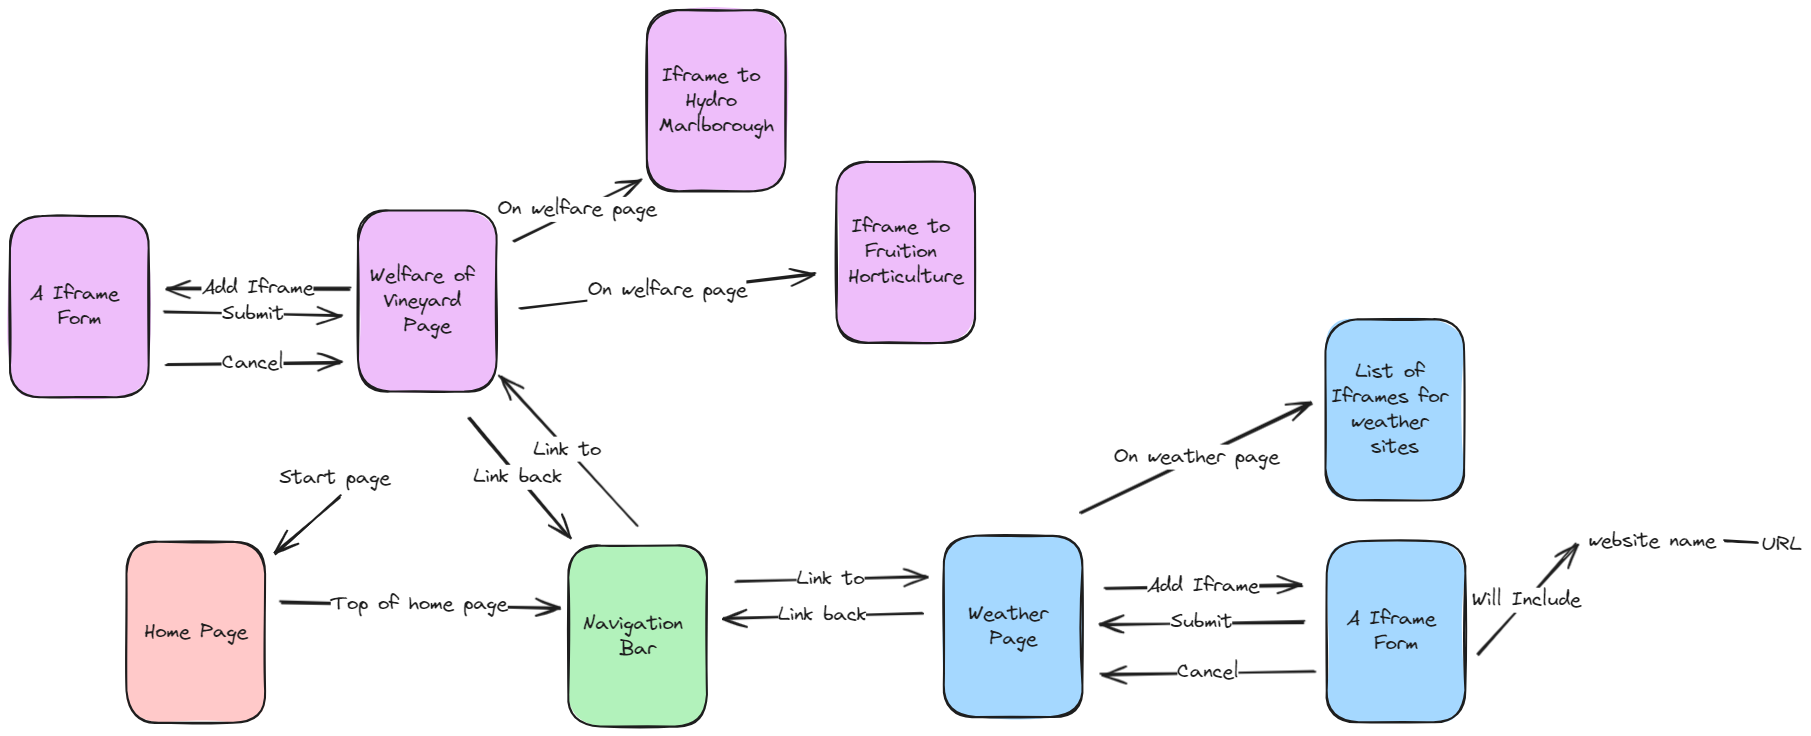 Iframe to
Hydro
Marlborough
On welfare page
Iframe to
Fruition
Horticulture
On welfare page
Welfare of
Vineyard
Page
Add Iframe
Submit
Cancel
A Iframe
Form
Link to
Link back
Start page
Home Page
Top of home page
Navigation
Bar
Link to
Link back
Weather
Page
On weather page
List of
Iframes for
weather
sites
Add Iframe
Submit
Cancel
A Iframe
Form
Will Include
website name
URL